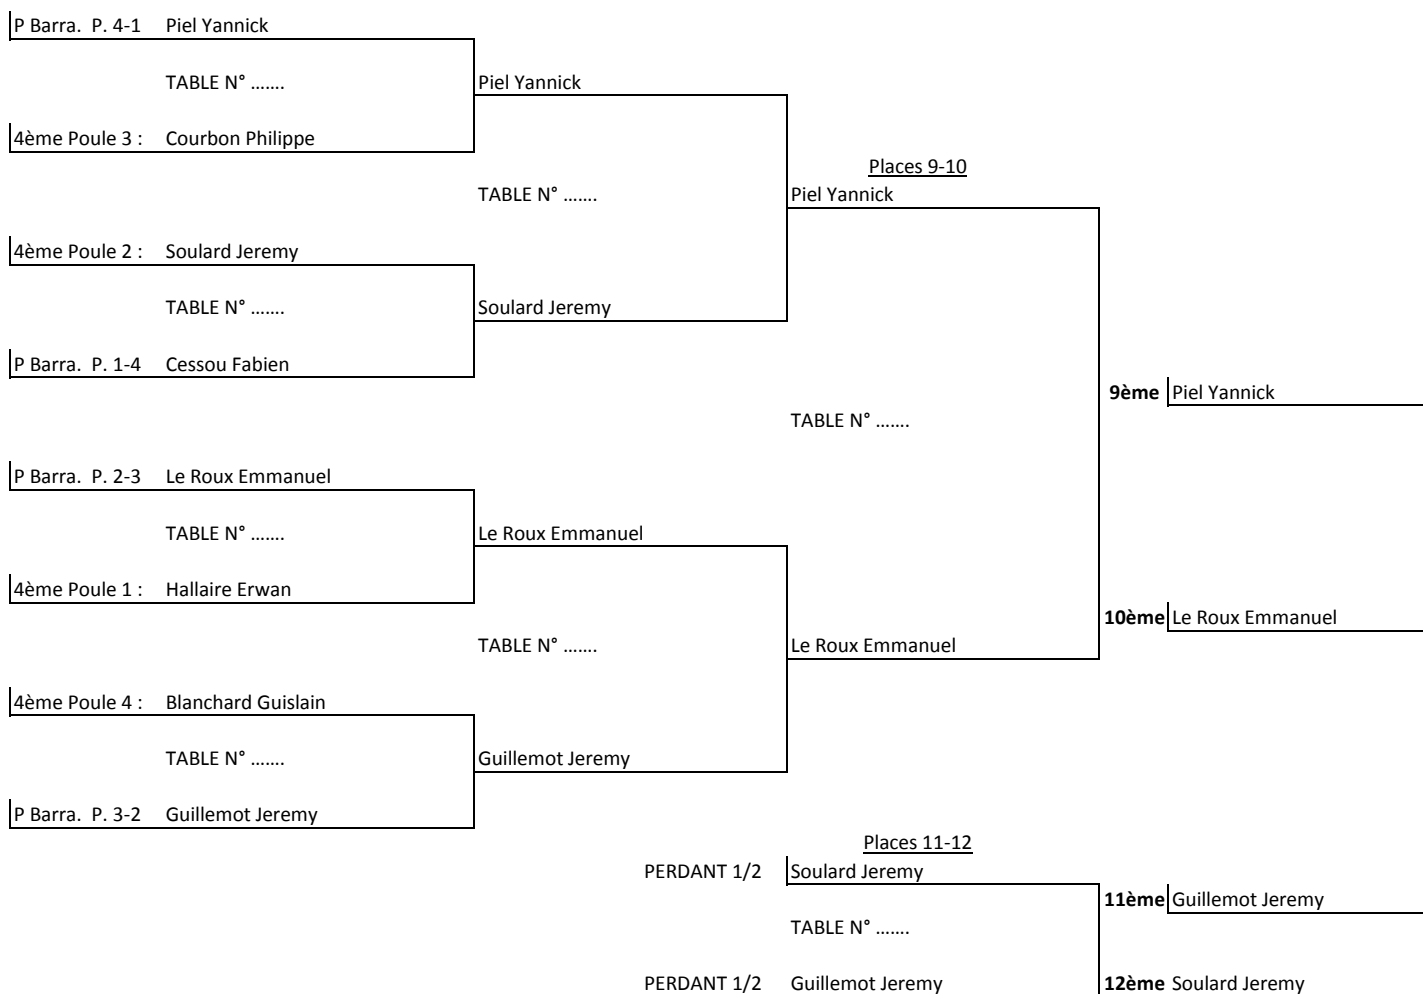 P Barra. P. 4-1 Piel Yannick
TABLE N° ....... Piel Yannick
4ème Poule 3 : Courbon Philippe
Places 9-10
TABLE N° ....... Piel Yannick
4ème Poule 2 : Soulard Jeremy
TABLE N° ....... Soulard Jeremy
P Barra. P. 1-4 Cessou Fabien
9ème Piel Yannick
TABLE N° .......
P Barra. P. 2-3 Le Roux Emmanuel
TABLE N° ....... Le Roux Emmanuel
4ème Poule 1 : Hallaire Erwan
10ème Le Roux Emmanuel
TABLE N° ....... Le Roux Emmanuel
4ème Poule 4 : Blanchard Guislain
TABLE N° ....... Guillemot Jeremy
P Barra. P. 3-2 Guillemot Jeremy
Places 11-12
PERDANT 1/2 Soulard Jeremy
11ème Guillemot Jeremy
TABLE N° .......
PERDANT 1/2 Guillemot Jeremy 12ème Soulard Jeremy